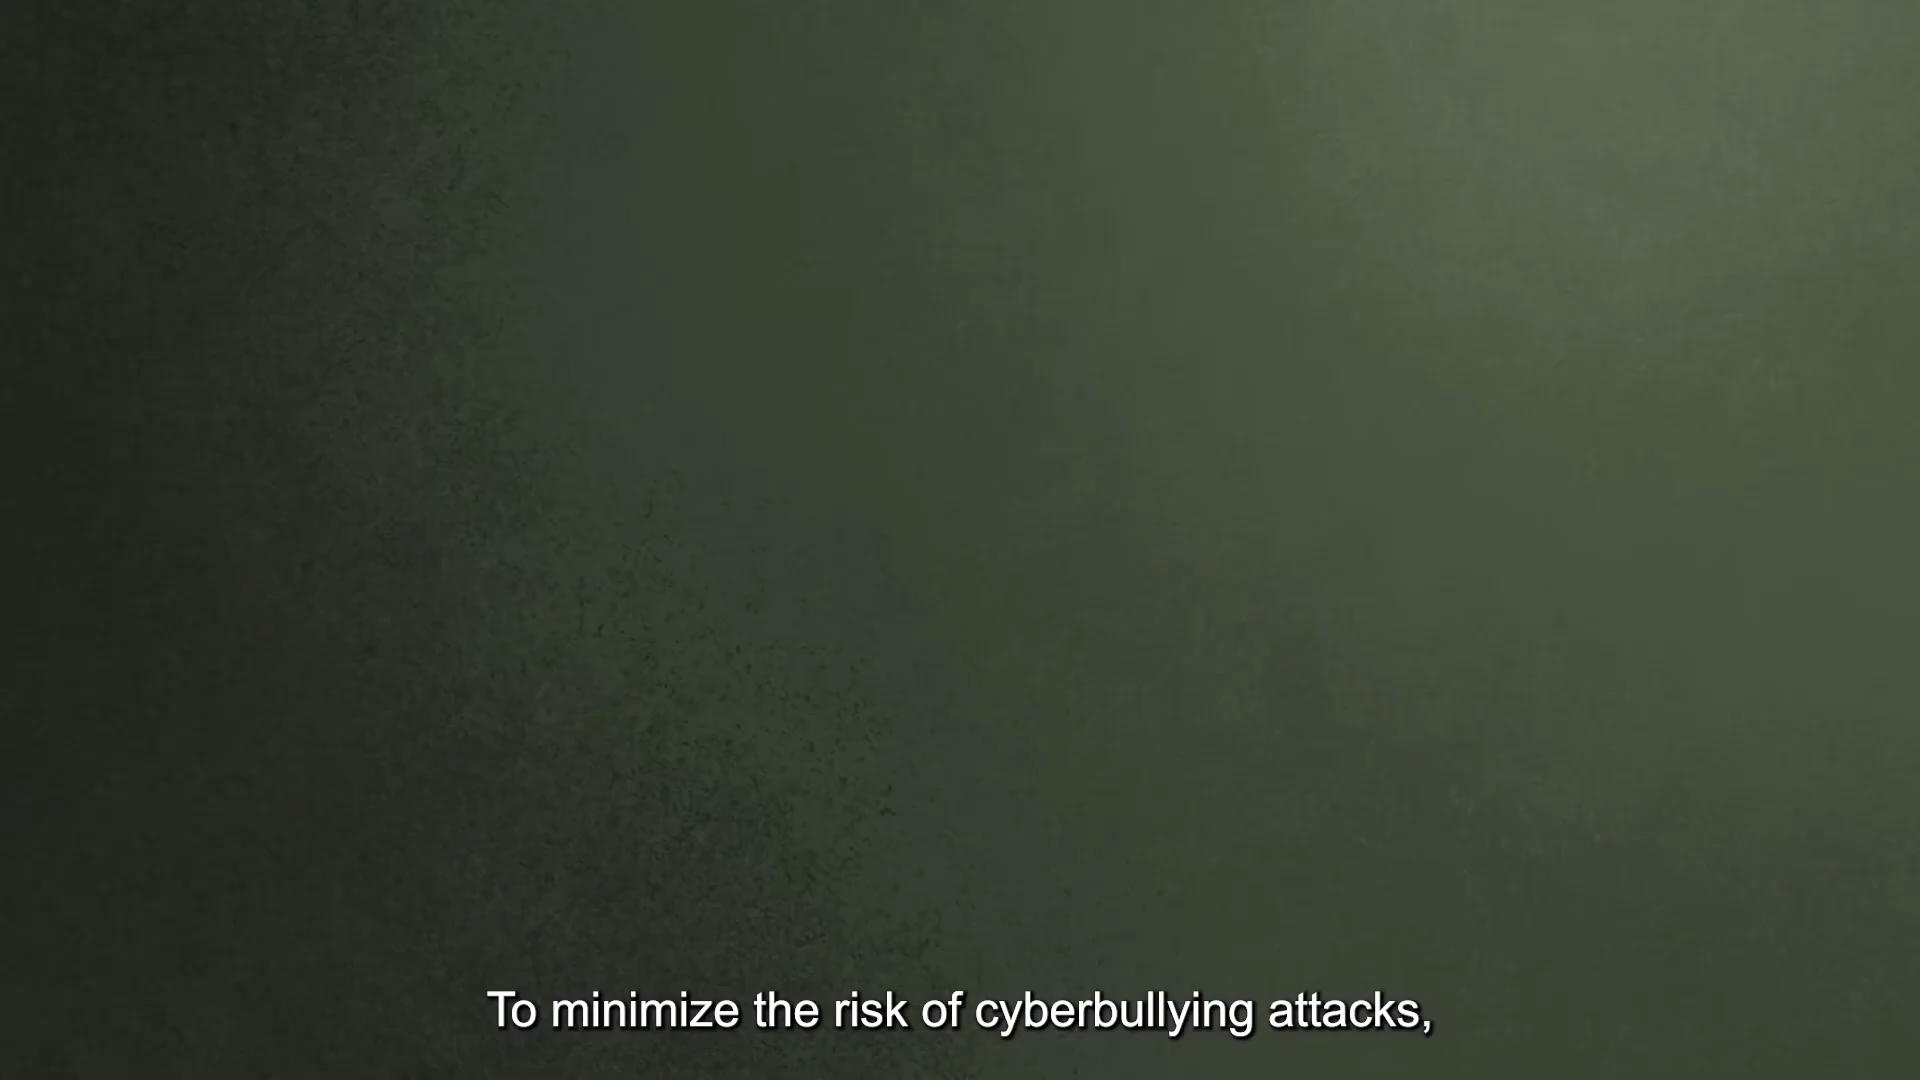 To minimize the risk of cyberbullying attacks,